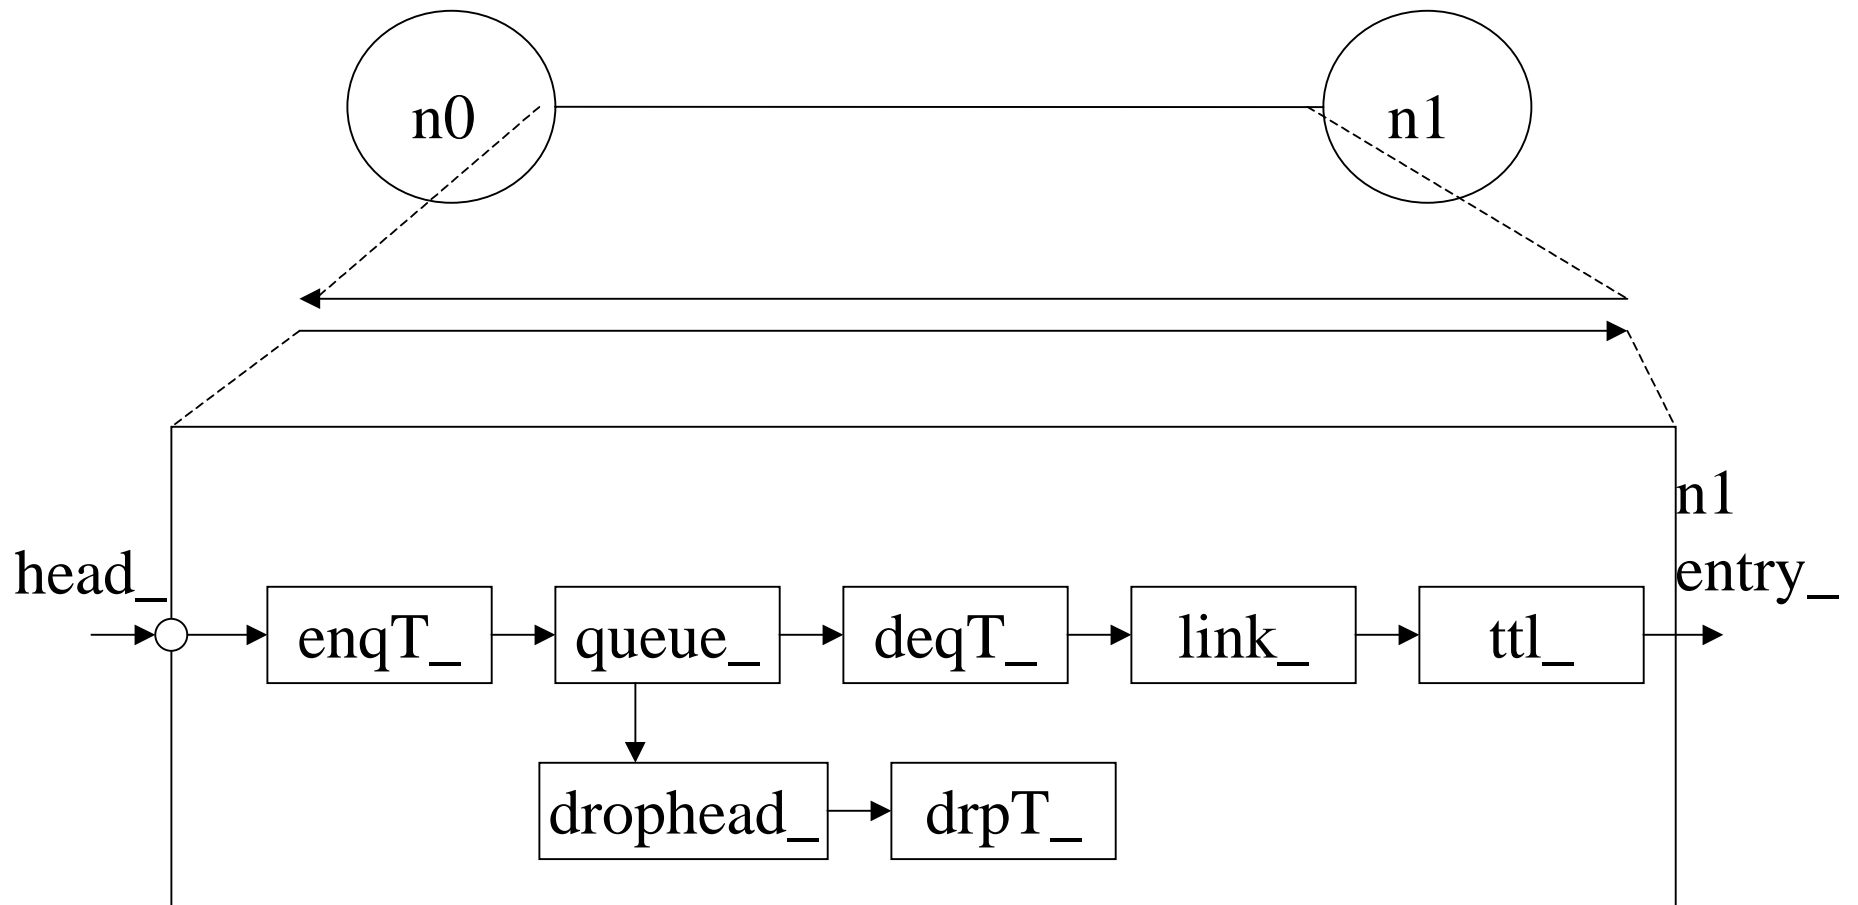 n0
n1
n1
head_
entry_
enqT_
queue_
deqT_
link_
ttl_
drophead_
drpT_